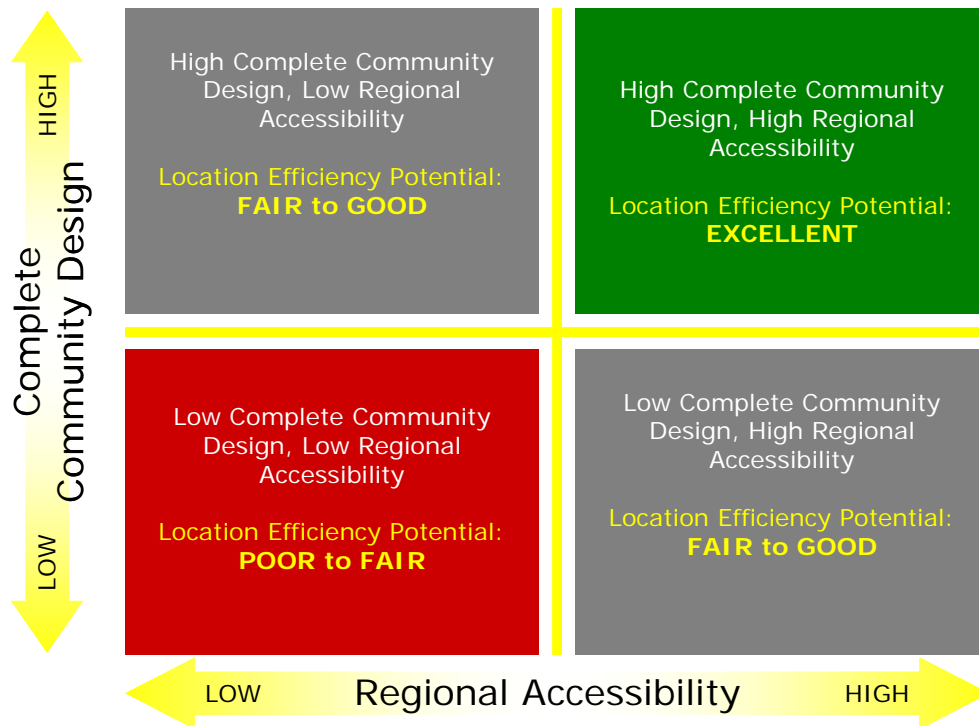 HIGH
Complete
Community Design
LOW
High Complete Community
Design, Low Regional
Accessibility
Location Efficiency Potential:
FAIR to GOOD
High Complete Community
Design, High Regional
Accessibility
Location Efficiency Potential:
EXCELLENT
Low Complete Community
Design, Low Regional
Accessibility
Location Efficiency Potential:
POOR to FAIR
Low Complete Community
Design, High Regional
Accessibility
Location Efficiency Potential:
FAIR to GOOD
LOW Regional Accessibility HIGH